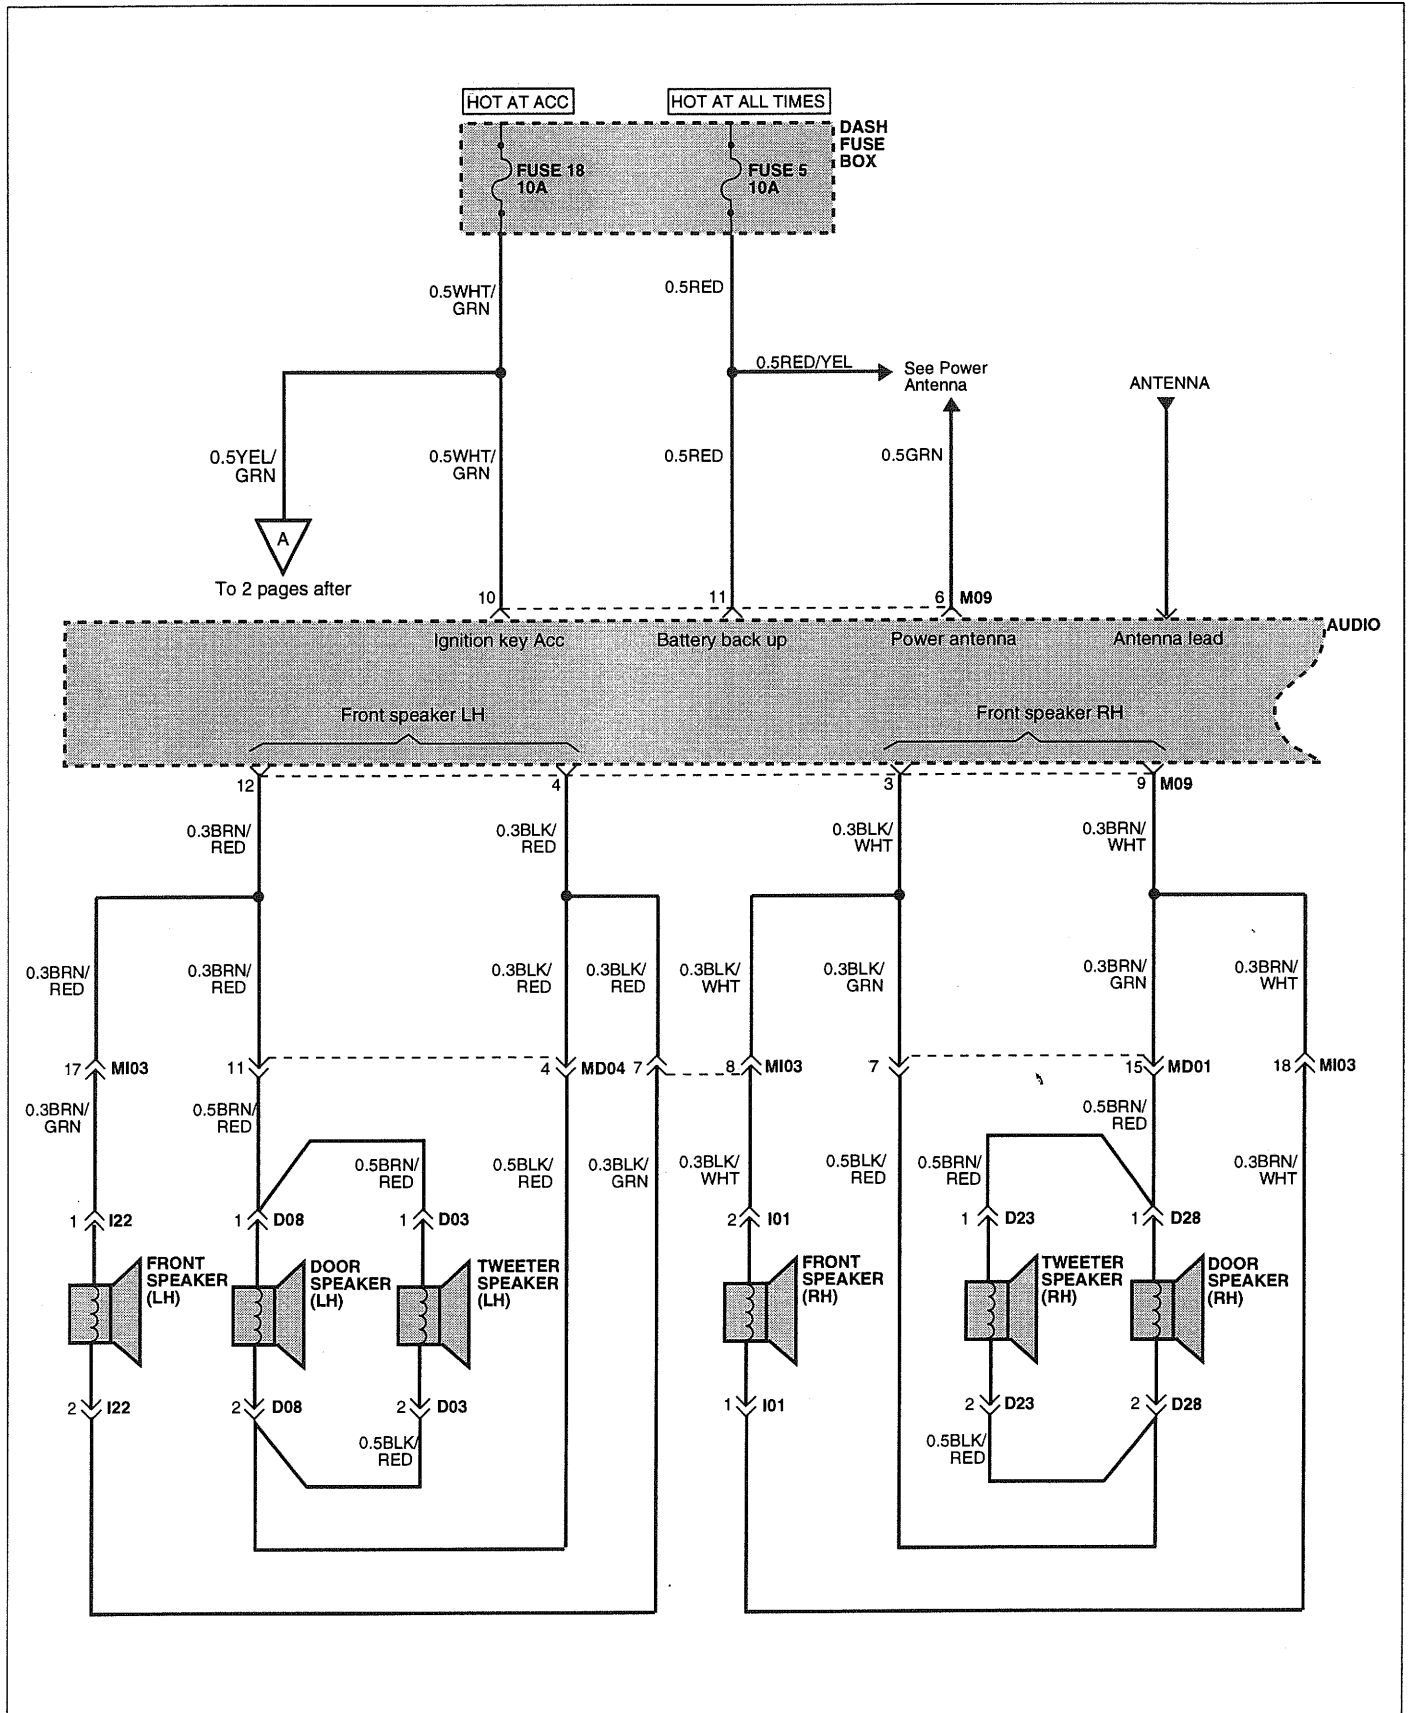 HOT AT ACC
HOT AT ALL TIMES
DASH
FUSE
BOX
FUSE 18
10A
FUSE 5
10A
0.5WHT/
GRN
0.5RED
0.5RED/YEL
See Power
Antenna
ANTENNA
0.5YEL/
GRN
0.5WHT/
GRN
0.5RED
0.5GRN
A
To 2 pages after
10
11
6
M09
AUDIO
Ignition key Acc
Battery back up
Power antenna
Antenna lead
Front speaker LH
Front speaker RH
12
4
3
9
M09
0.3BRN/
RED
0.3BLK/
RED
0.3BLK/
WHT
0.3BRN/
WHT
0.3BRN/
RED
0.3BRN/
RED
0.3BLK/
RED
0.3BLK/
RED
0.3BLK/
WHT
0.3BLK/
GRN
0.3BRN/
GRN
0.3BRN/
WHT
17
MI03
11
4
MD04
7
8
MI03
7
15
MD01
18
MI03
0.3BRN/
GRN
0.5BRN/
RED
0.5BRN/
RED
0.5BRN/
RED
0.5BLK/
RED
0.3BLK/
GRN
0.3BLK/
WHT
0.5BLK/
RED
0.5BRN/
RED
0.3BRN/
WHT
1
I22
1
D08
1
D03
2
I01
1
D23
1
D28
FRONT
SPEAKER
(LH)
DOOR
SPEAKER
(LH)
TWEETER
SPEAKER
(LH)
FRONT
SPEAKER
(RH)
TWEETER
SPEAKER
(RH)
DOOR
SPEAKER
(RH)
2
I22
2
D08
2
D03
1
I01
2
D23
2
D28
0.5BLK/
RED
0.5BLK/
RED